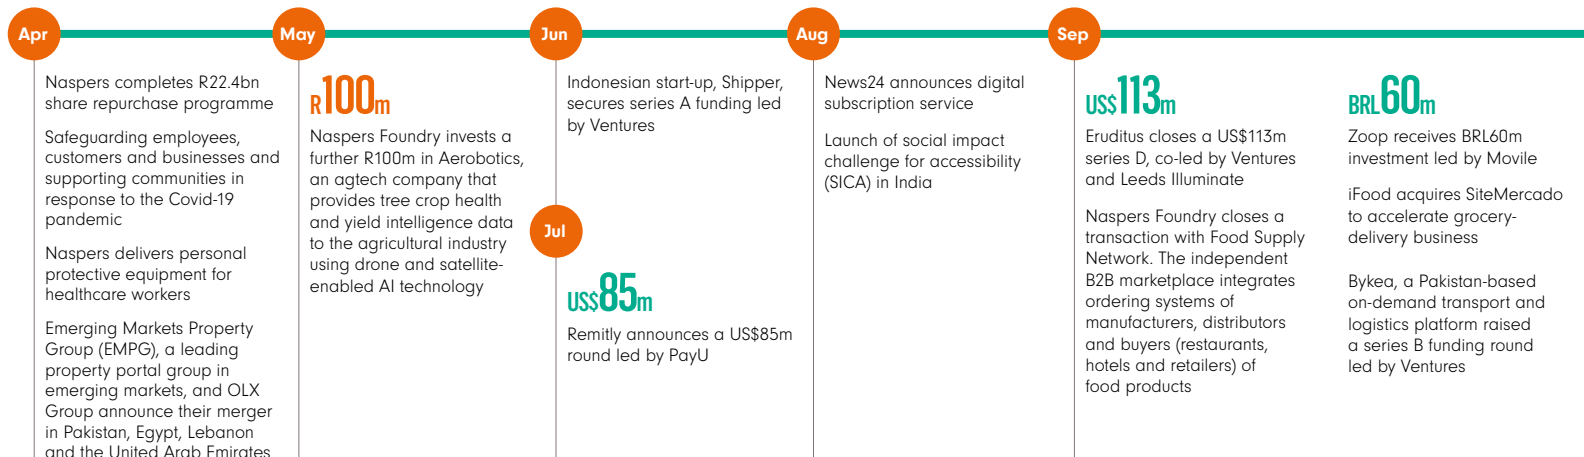 Apr
Naspers completes R22.4bn
share repurchase programme
Safeguarding employees,
customers and businesses and
supporting communities in
response to the Covid-19
pandemic
Naspers delivers personal
protective equipment for
healthcare workers
Emerging Markets Property
Group (EMPG), a leading
property portal group in
emerging markets, and OLX
Group announce their merger
in Pakistan, Egypt, Lebanon
and the United Arab Emirates
May
R100m
Naspers Foundry invests a
further R100m in Aerobotics,
an agtech company that
provides tree crop health
and yield intelligence data
to the agricultural industry
using drone and satellite-
enabled AI technology
Jun
Indonesian start-up, Shipper,
secures series A funding led
by Ventures
Jul
US$85m
Remitly announces a US$85m
round led by PayU
Aug
News24 announces digital
subscription service
Launch of social impact
challenge for accessibility
(SICA) in India
Sep
US$113m
Eruditus closes a US$113m
series D, co-led by Ventures
and Leeds Illuminate
Naspers Foundry closes a
transaction with Food Supply
Network. The independent
B2B marketplace integrates
ordering systems of
manufacturers, distributors
and buyers (restaurants,
hotels and retailers) of
food products
BRL60m
Zoop receives BRL60m
investment led by Movile
iFood acquires SiteMercado
to accelerate grocery-
delivery business
Bykea, a Pakistan-based
on-demand transport and
logistics platform raised
a series B funding round
led by Ventures